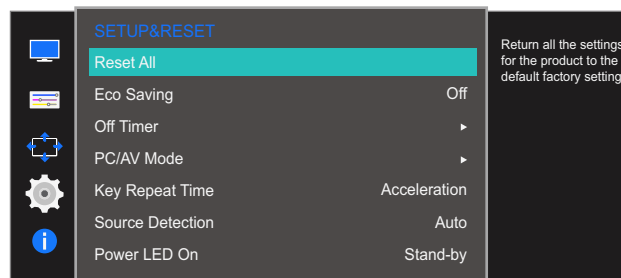 SETUP&RESET
Reset All
Eco Saving Off
Off Timer
PC/AV Mode
Key Repeat Time Acceleration
Source Detection Auto
Power LED On Stand-by
Return all the settings
for the product to the
default factory setting